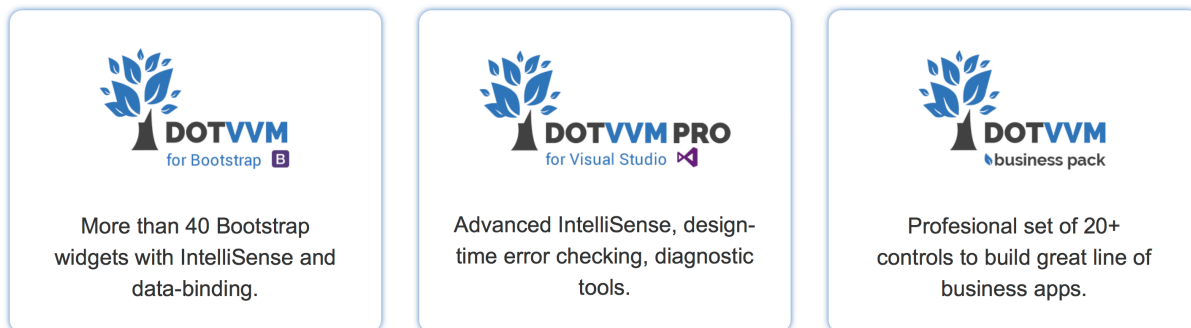 DOTVVM
for Bootstrap B
More than 40 Bootstrap
widgets with IntelliSense and
data-binding.
DOTVVM PRO
for Visual Studio
Advanced IntelliSense, design-
time error checking, diagnostic
tools.
DOTVVM
business pack
Profesional set of 20+
controls to build great line of
business apps.